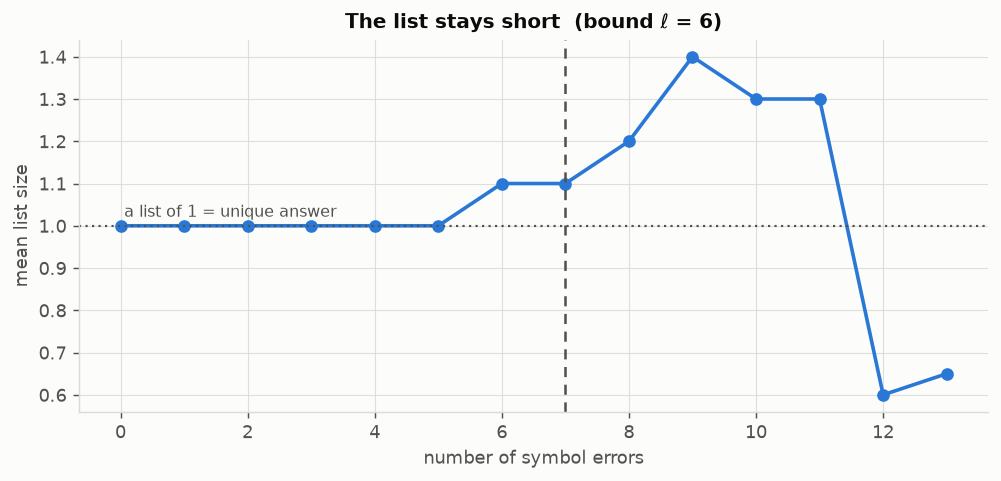 The list stays short (bound ℓ = 6)
mean list size
1.4
1.3
1.2
1.1
1.0
0.9
0.8
0.7
0.6
a list of 1 = unique answer
0 2 4 6 8 10 12
number of symbol errors